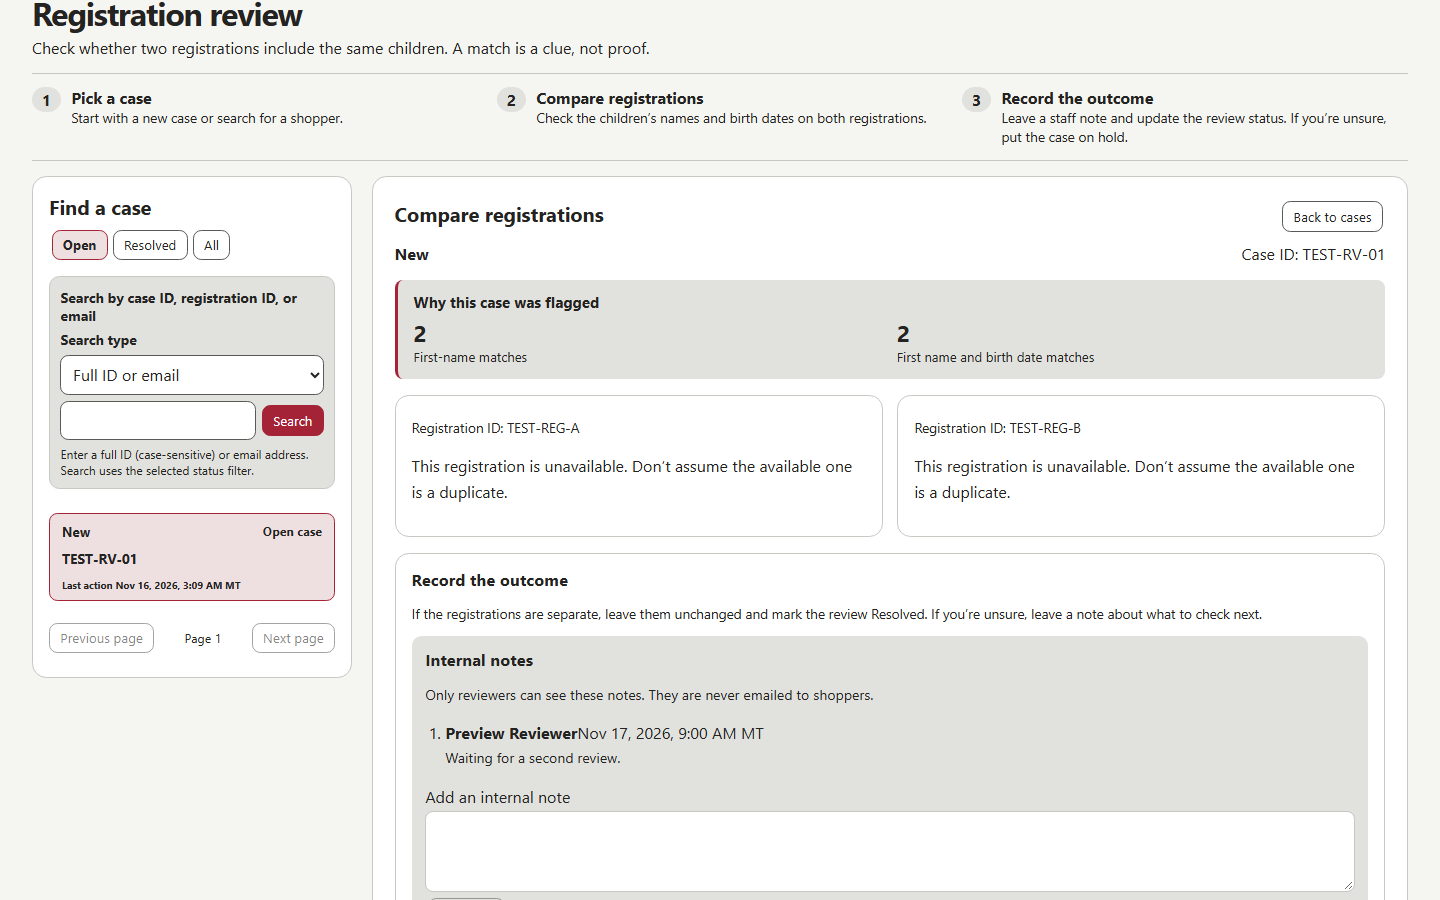 Registration review
Check whether two registrations include the same children. A match is a clue, not proof.
1
Pick a case
Start with a new case or search for a shopper.
2
Compare registrations
Check the children's names and birth dates on both registrations.
3
Record the outcome
Leave a staff note and update the review status. If you're unsure,
put the case on hold.
Find a case
Open
Resolved
All
Search by case ID, registration ID, or
email
Search type
Full ID or email
Search
Enter a full ID (case-sensitive) or email address.
Search uses the selected status filter.
New
Open case
TEST-RV-01
Last action Nov 16, 2026, 3:09 AM MT
Previous page
Page 1
Next page
Compare registrations
Back to cases
New
Case ID: TEST-RV-01
Why this case was flagged
2
First-name matches
2
First name and birth date matches
Registration ID: TEST-REG-A
This registration is unavailable. Don't assume the available one
is a duplicate.
Registration ID: TEST-REG-B
This registration is unavailable. Don't assume the available one
is a duplicate.
Record the outcome
If the registrations are separate, leave them unchanged and mark the review Resolved. If you're unsure, leave a note about what to check next.
Internal notes
Only reviewers can see these notes. They are never emailed to shoppers.
1. Preview ReviewerNov 17, 2026, 9:00 AM MT
Waiting for a second review.
Add an internal note